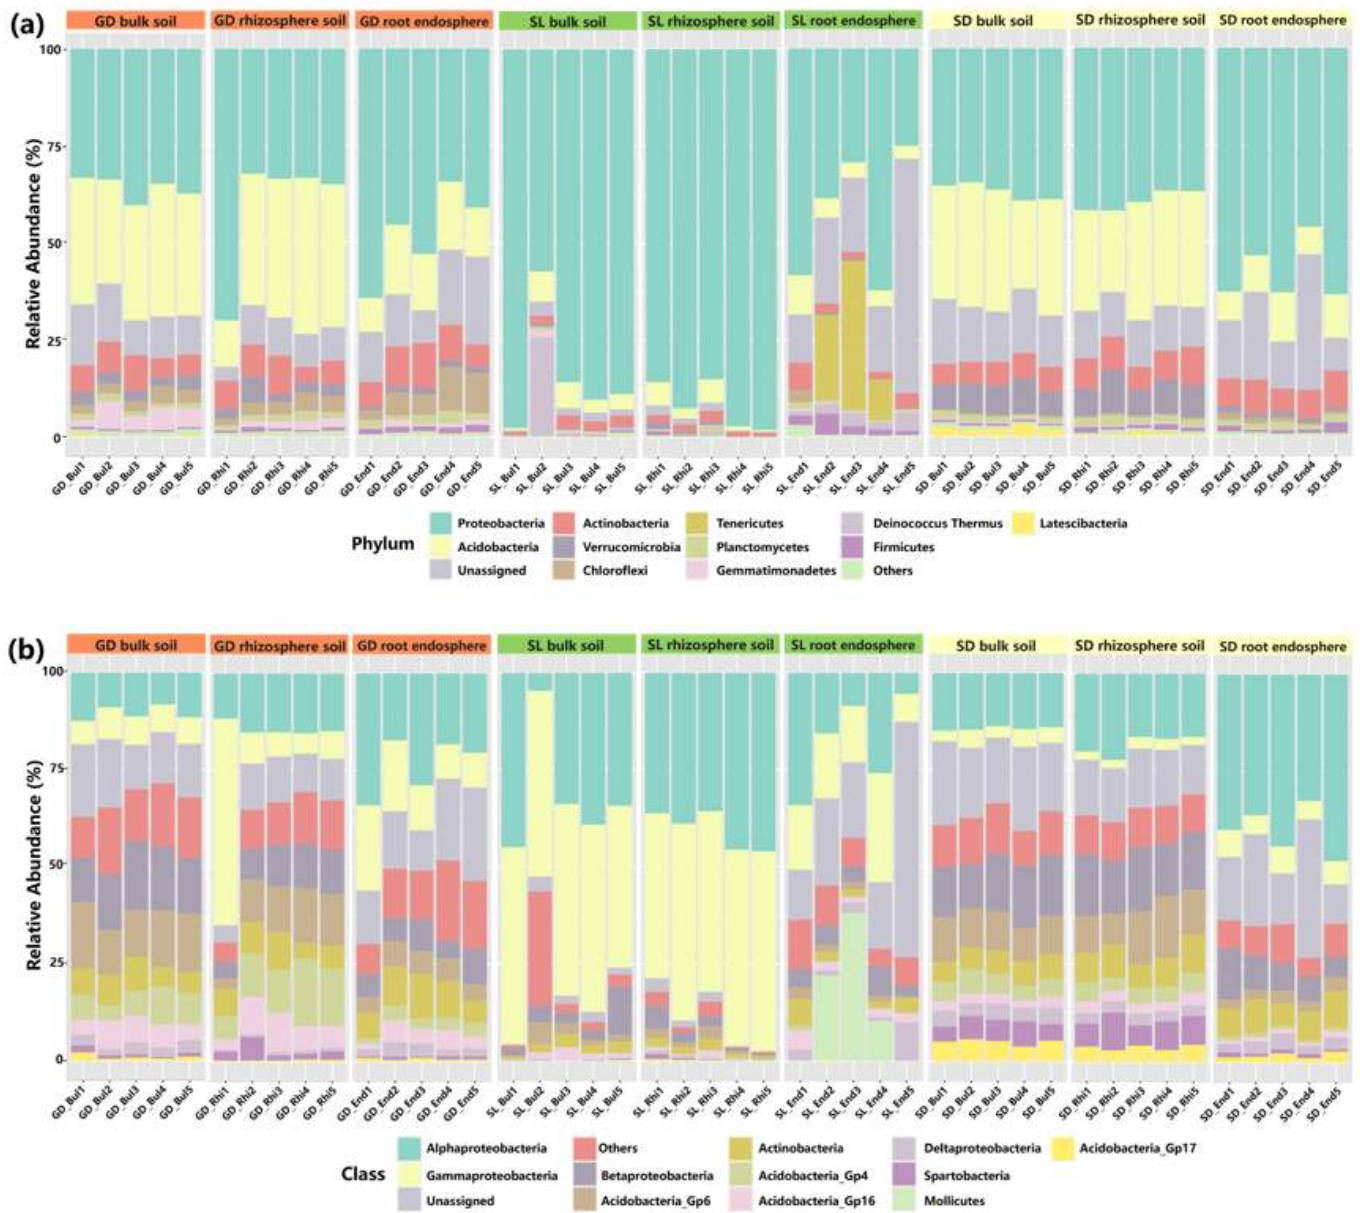 (a)
GD bulk soil GD rhizosphere soil GD root endosphere SL bulk soil SL rhizosphere soil SL root endosphere SD bulk soil SD rhizosphere soil SD root endosphere
100
75
50
25
0
Relative Abundance (%)
GD_Bul1 GD_Bul2 GD_Bul3 GD_Bul4 GD_Bul5 GD_Rhi1 GD_Rhi2 GD_Rhi3 GD_Rhi4 GD_Rhi5 GD_End1 GD_End2 GD_End3 GD_End4 GD_End5 SL_Bul1 SL_Bul2 SL_Bul3 SL_Bul4 SL_Bul5 SL_Rhi1 SL_Rhi2 SL_Rhi3 SL_Rhi4 SL_Rhi5 SL_End1 SL_End2 SL_End3 SL_End4 SL_End5 SD_Bul1 SD_Bul2 SD_Bul3 SD_Bul4 SD_Bul5 SD_Rhi1 SD_Rhi2 SD_Rhi3 SD_Rhi4 SD_Rhi5 SD_End1 SD_End2 SD_End3 SD_End4 SD_End5
Phylum
Proteobacteria Actinobacteria Tenericutes Deinococcus Thermus Latescibacteria
Acidobacteria Verrucomicrobia Planctomycetes Firmicutes
Unassigned Chloroflexi Gemmatimonadetes Others
(b)
GD bulk soil GD rhizosphere soil GD root endosphere SL bulk soil SL rhizosphere soil SL root endosphere SD bulk soil SD rhizosphere soil SD root endosphere
100
75
50
25
0
Relative Abundance (%)
GD_Bul1 GD_Bul2 GD_Bul3 GD_Bul4 GD_Bul5 GD_Rhi1 GD_Rhi2 GD_Rhi3 GD_Rhi4 GD_Rhi5 GD_End1 GD_End2 GD_End3 GD_End4 GD_End5 SL_Bul1 SL_Bul2 SL_Bul3 SL_Bul4 SL_Bul5 SL_Rhi1 SL_Rhi2 SL_Rhi3 SL_Rhi4 SL_Rhi5 SL_End1 SL_End2 SL_End3 SL_End4 SL_End5 SD_Bul1 SD_Bul2 SD_Bul3 SD_Bul4 SD_Bul5 SD_Rhi1 SD_Rhi2 SD_Rhi3 SD_Rhi4 SD_Rhi5 SD_End1 SD_End2 SD_End3 SD_End4 SD_End5
Class
Alphaproteobacteria Others Actinobacteria Deltaproteobacteria Acidobacteria_Gp17
Gammaproteobacteria Betaproteobacteria Acidobacteria_Gp4 Spartobacteria
Unassigned Acidobacteria_Gp6 Acidobacteria_Gp16 Mollicutes